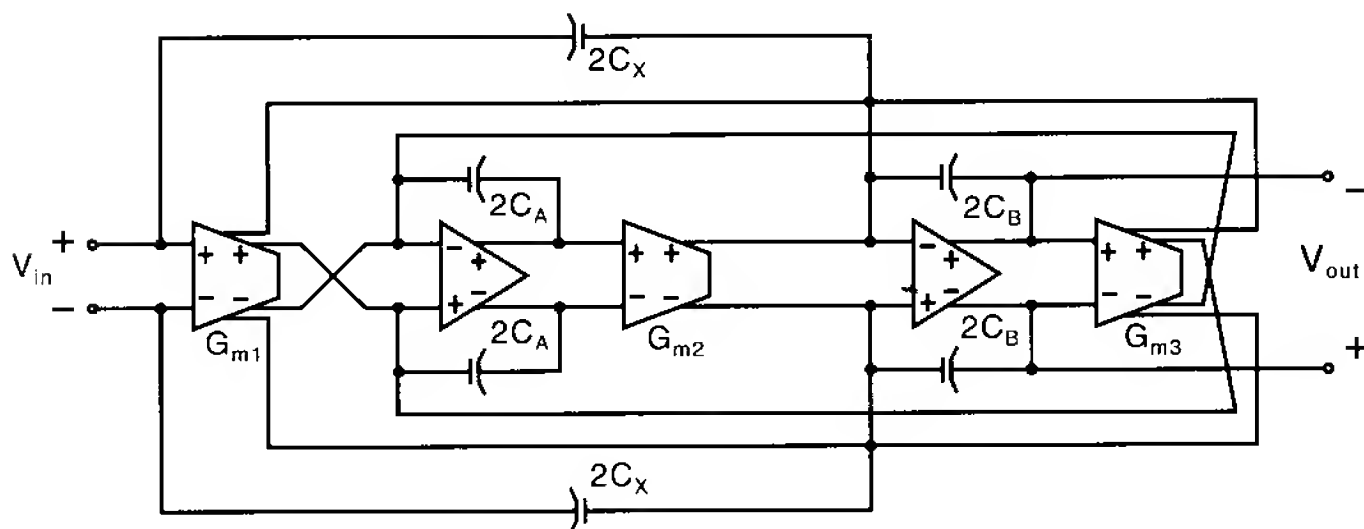 2C_X
2C_A
2C_B
+ + + - + + + - + + + -
V_in
V_out
- - - + - - - + - - - +
G_m1
2C_A
G_m2
2C_B
G_m3
2C_X